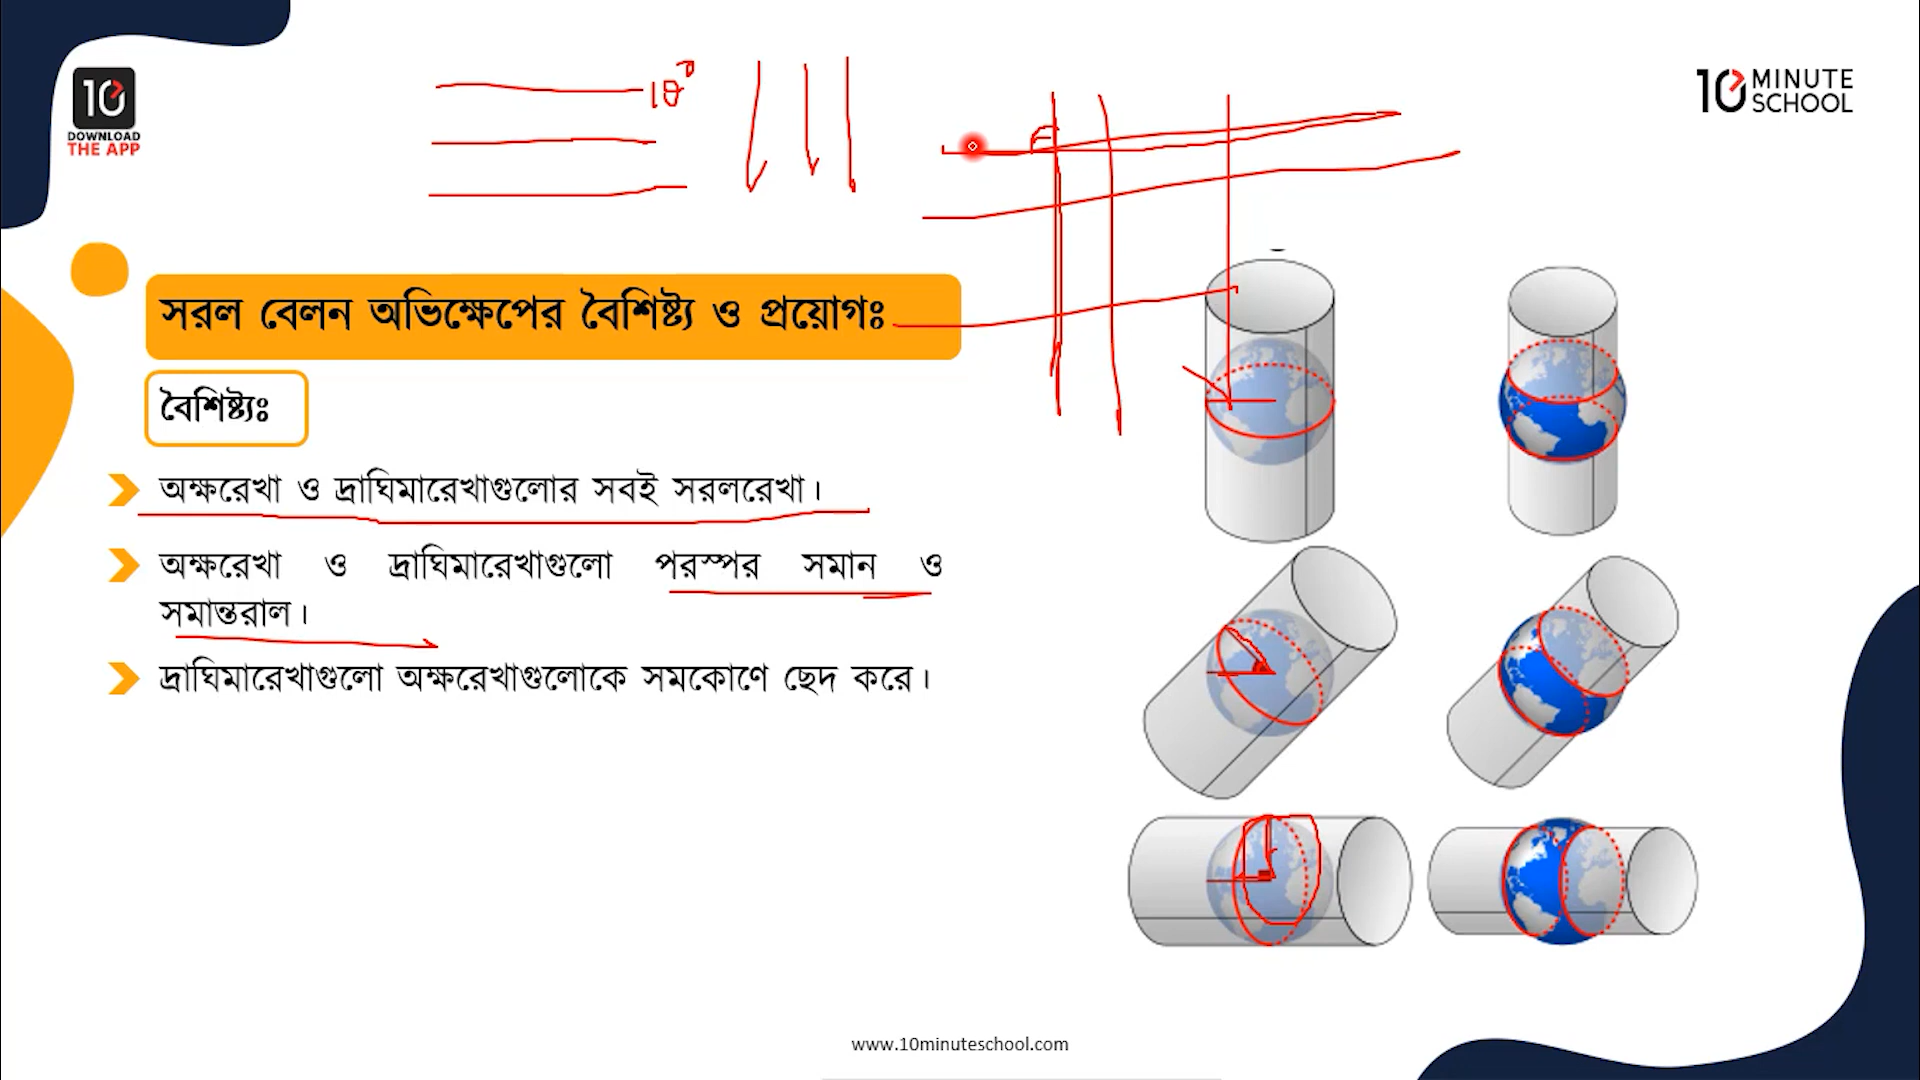 10
DOWNLOAD
THE APP
10 MINUTE
SCHOOL
সরল বেলন অভিক্ষেপের বৈশিষ্ট্য ও প্রয়োগঃ
বৈশিষ্ট্যঃ
অক্ষরেখা ও দ্রাঘিমারেখাগুলোর সবই সরলরেখা।
অক্ষরেখা ও দ্রাঘিমারেখাগুলো পরস্পর সমান ও
সমান্তরাল।
দ্রাঘিমারেখাগুলো অক্ষরেখাগুলোকে সমকোণে ছেদ করে।
www.10minuteschool.com